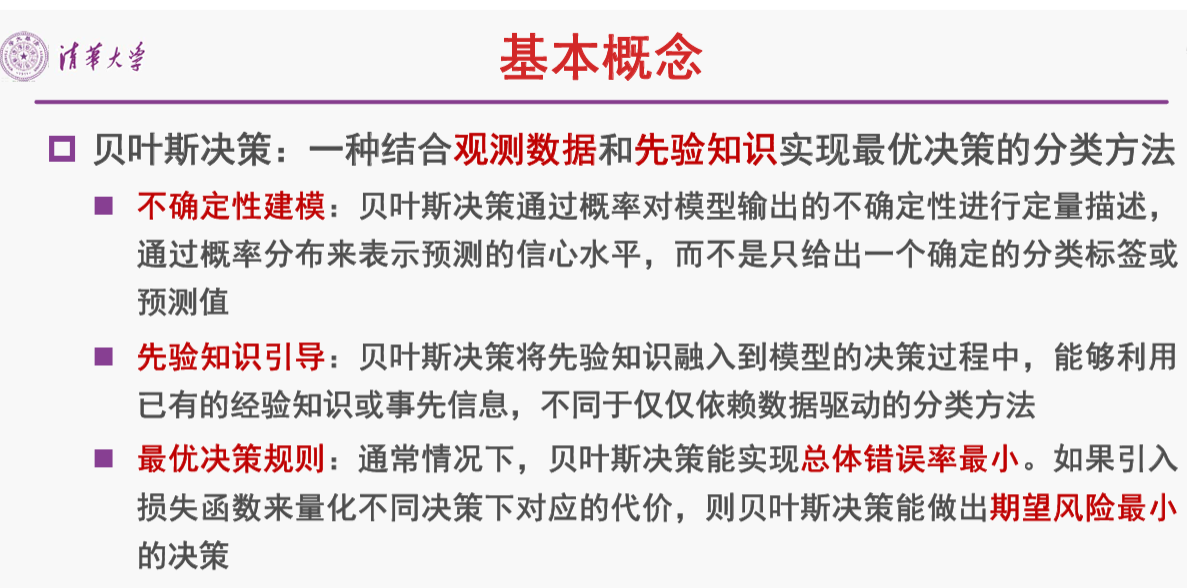 清华大学
基本概念
贝叶斯决策：一种结合观测数据和先验知识实现最优决策的分类方法
不确定性建模：贝叶斯决策通过概率对模型输出的不确定性进行定量描述，
通过概率分布来表示预测的信心水平，而不是只给出一个确定的分类标签或
预测值
先验知识引导：贝叶斯决策将先验知识融入到模型的决策过程中，能够利用
已有的经验知识或事先信息，不同于仅仅依赖数据驱动的分类方法
最优决策规则：通常情况下，贝叶斯决策能实现总体错误率最小。如果引入
损失函数来量化不同决策下对应的代价，则贝叶斯决策能做出期望风险最小
的决策